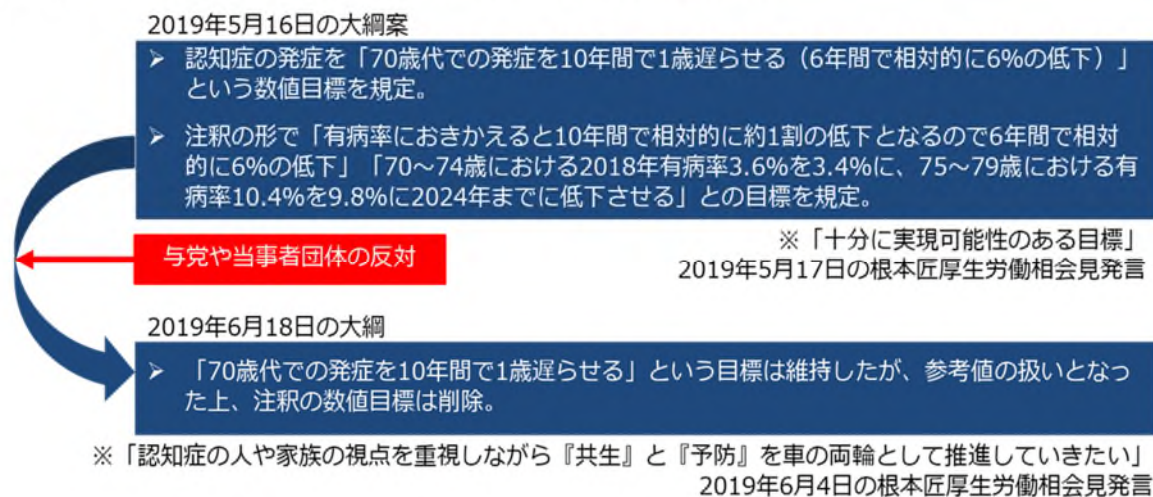 2019年5月16日の大綱案
➢ 認知症の発症を「70歳代での発症を10年間で1歳遅らせる（6年間で相対的に6%の低下）」
という数値目標を規定。
➢ 注釈の形で「有病率におきかえると10年間で相対的に約1割の低下となるので6年間で相対
的に6%の低下」「70～74歳における2018年有病率3.6%を3.4%に、75～79歳における有
病率10.4%を9.8%に2024年までに低下させる」との目標を規定。
※「十分に実現可能性のある目標」
2019年5月17日の根本匠厚生労働相会見発言
与党や当事者団体の反対
2019年6月18日の大綱
➢ 「70歳代での発症を10年間で1歳遅らせる」という目標は維持したが、参考値の扱いとなっ
た上、注釈の数値目標は削除。
※「認知症の人や家族の視点を重視しながら『共生』と『予防』を車の両輪として推進していきたい」
2019年6月4日の根本匠厚生労働相会見発言